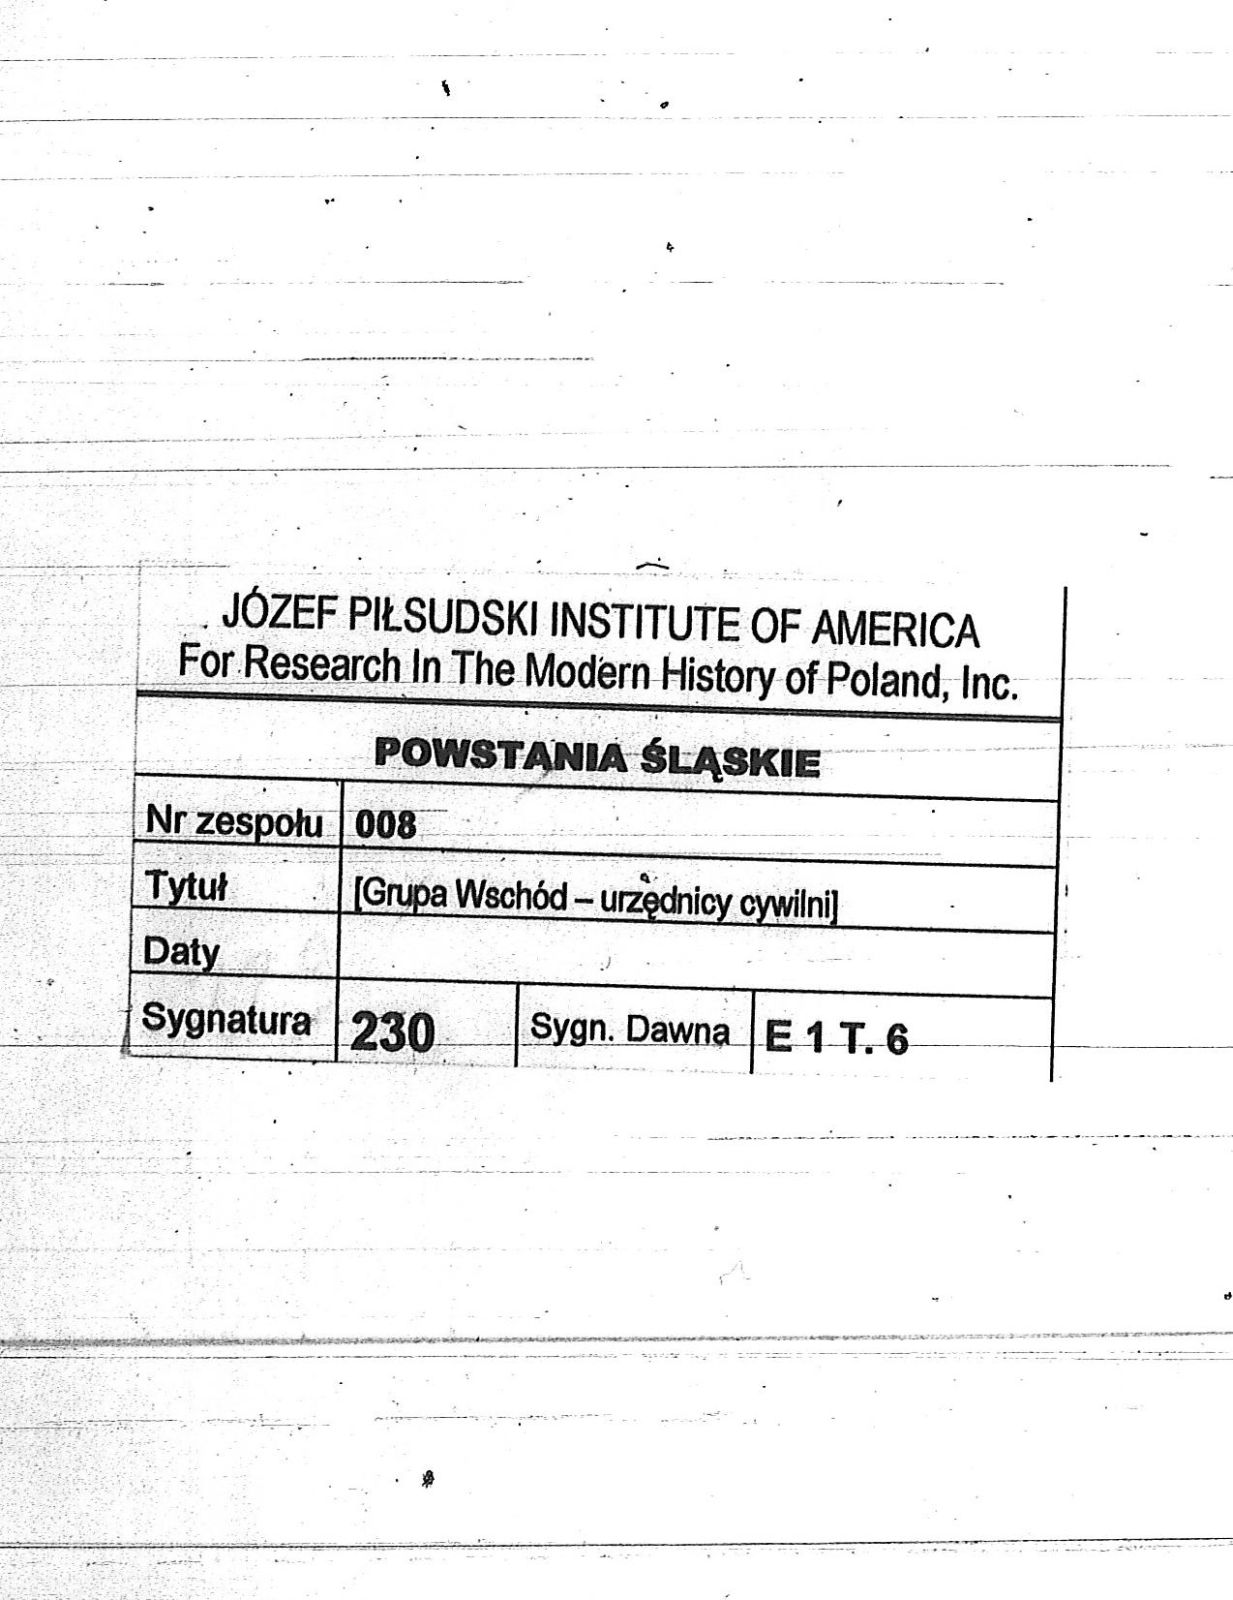 JÓZEF PIŁSUDSKI INSTITUTE OF AMERICA
For Research In The Modern History of Poland, Inc.
POWSTANIA ŚLĄSKIE
Nr zespołu 008
Tytuł [Grupa Wschód – urzędnicy cywilni]
Daty
Sygnatura 230 Sygn. Dawna E 1 T. 6